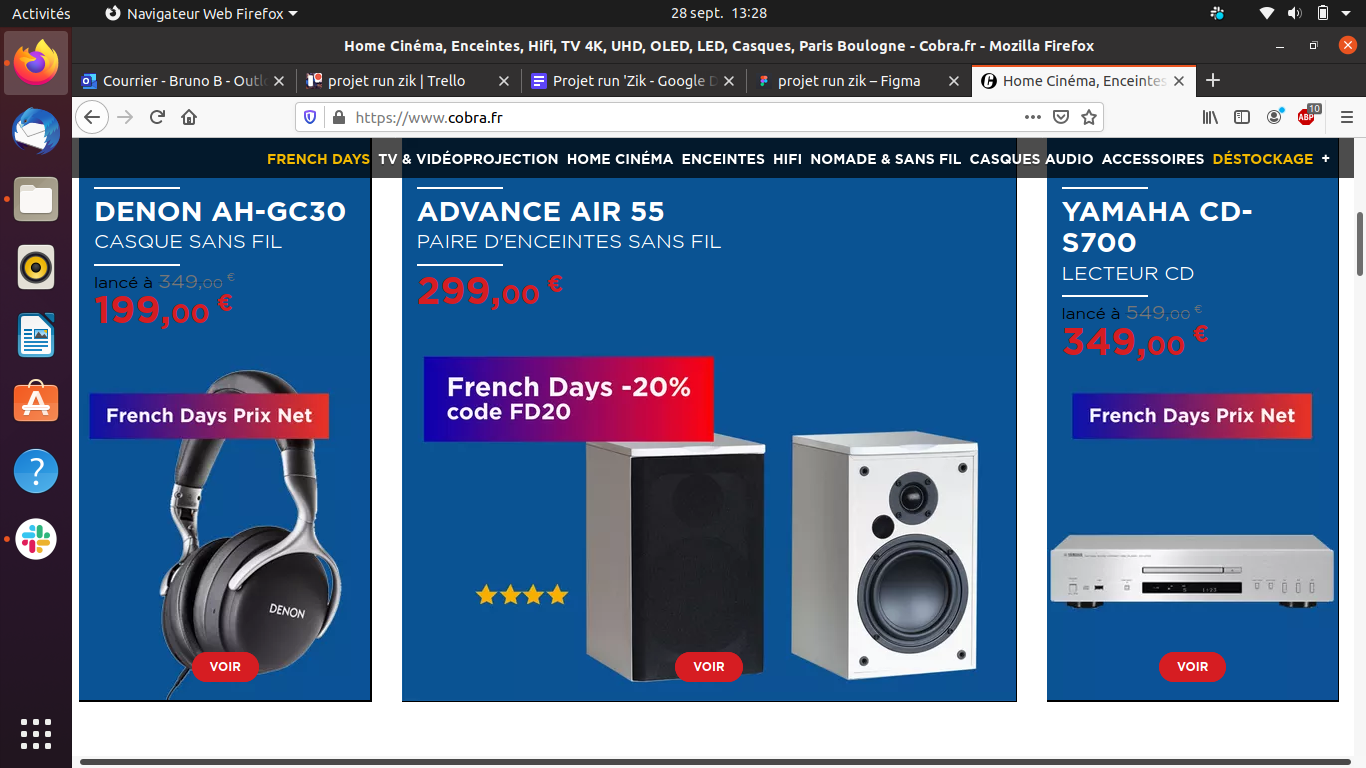 Activités
Navigateur Web Firefox
28 sept. 13:28
Home Cinéma, Enceintes, Hifi, TV 4K, UHD, OLED, LED, Casques, Paris Boulogne - Cobra.fr - Mozilla Firefox
Courrier - Bruno B - Outl
projet run zik | Trello
Projet run 'Zik - Google D
projet run zik – Figma
Home Cinéma, Enceintes
https://www.cobra.fr
ABP
10
FRENCH DAYS TV & VIDÉOPROJECTION HOME CINÉMA ENCEINTES HIFI NOMADE & SANS FIL CASQUES AUDIO ACCESSOIRES DÉSTOCKAGE +
DENON AH-GC30
CASQUE SANS FIL
lancé à 349,00 €
199,00 €
French Days Prix Net
DENON
VOIR
ADVANCE AIR 55
PAIRE D'ENCEINTES SANS FIL
299,00 €
French Days -20%
code FD20
VOIR
YAMAHA CD-
S700
LECTEUR CD
lancé à 549,00 €
349,00 €
French Days Prix Net
VOIR